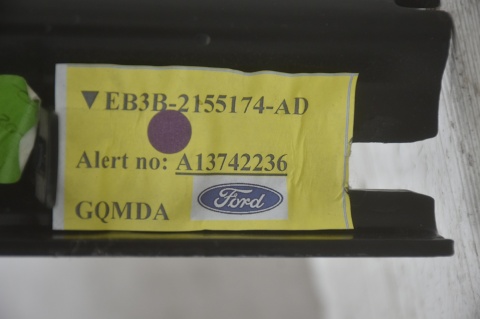 ▼EB3B-2155174-AD
Alert no: A13742236
GQMDA
Ford